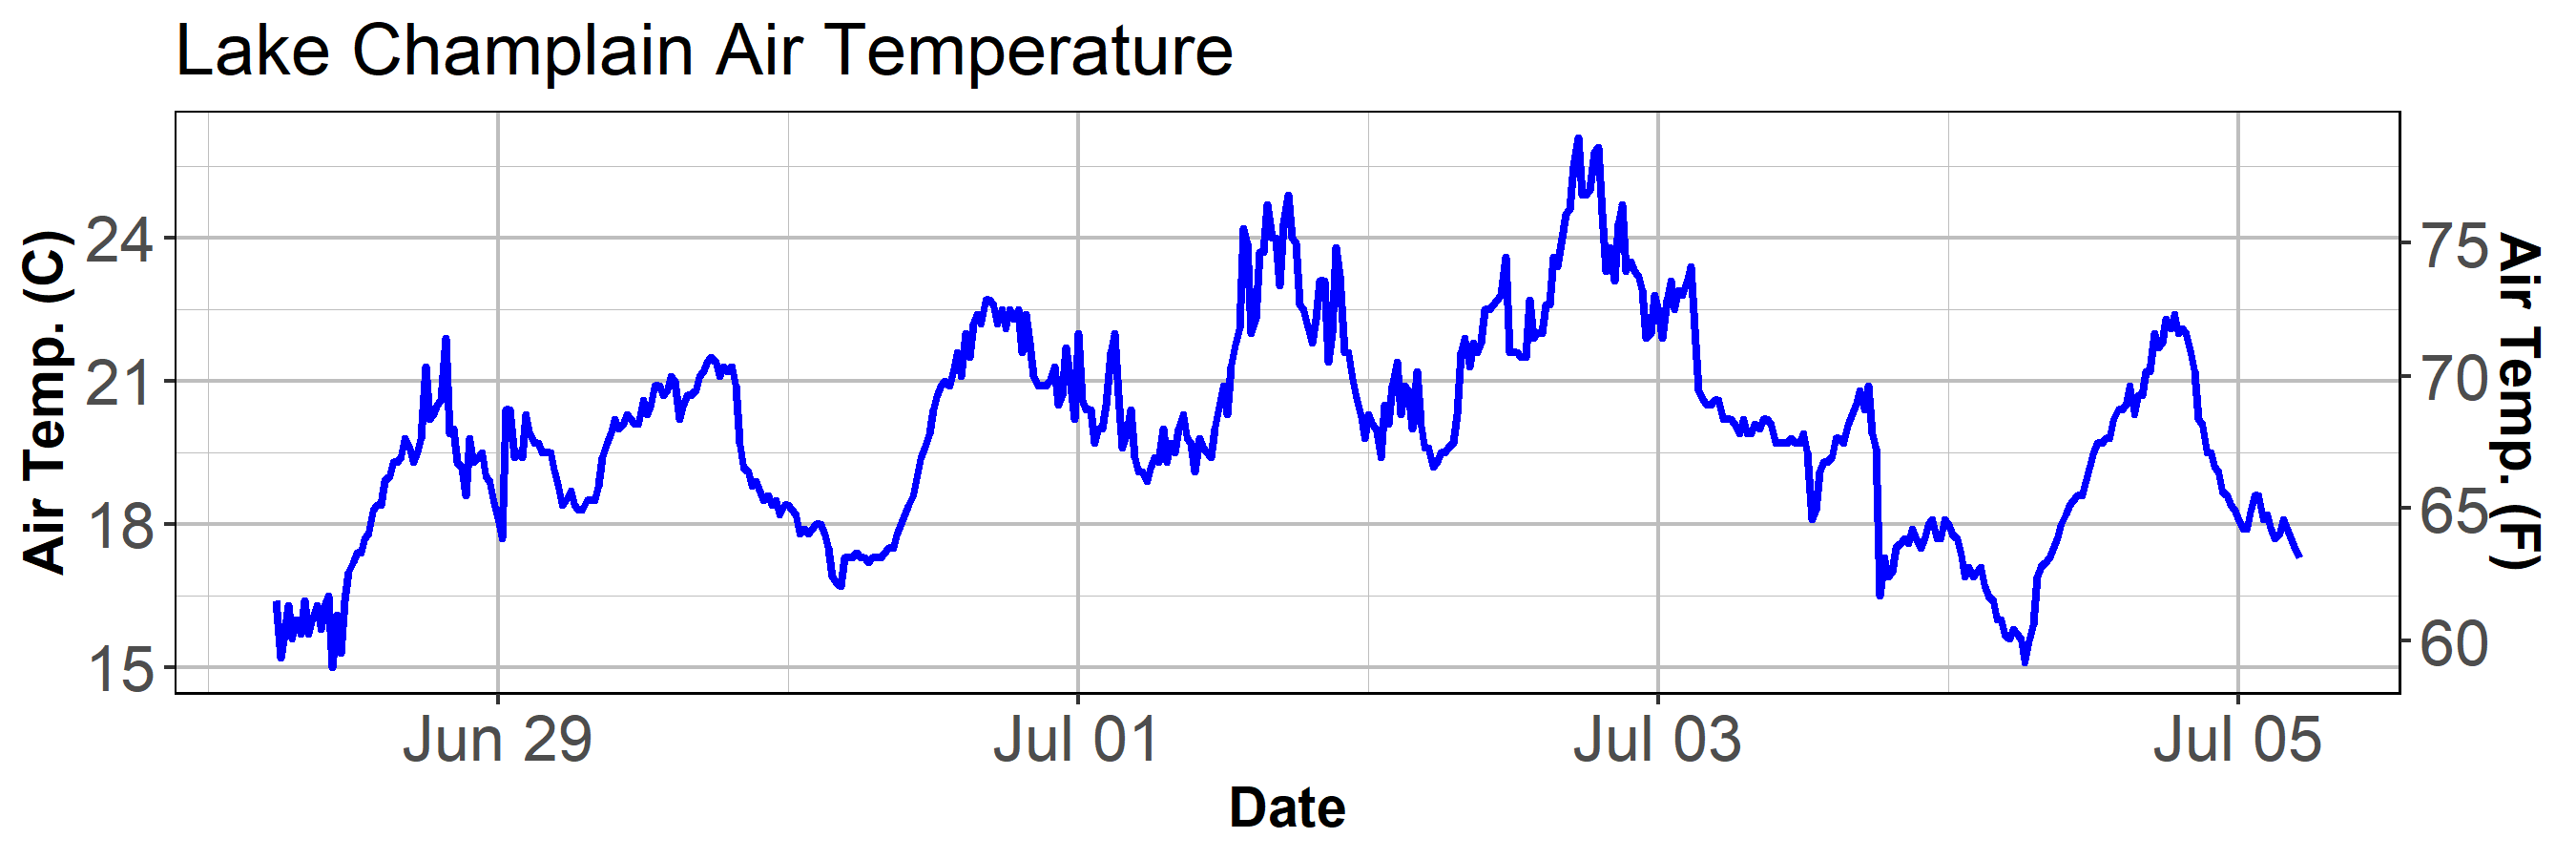 Lake Champlain Air Temperature
Air Temp. (C)
24
21
18
15
75
70
65
60
Air Temp. (F)
Jun 29
Jul 01
Jul 03
Jul 05
Date